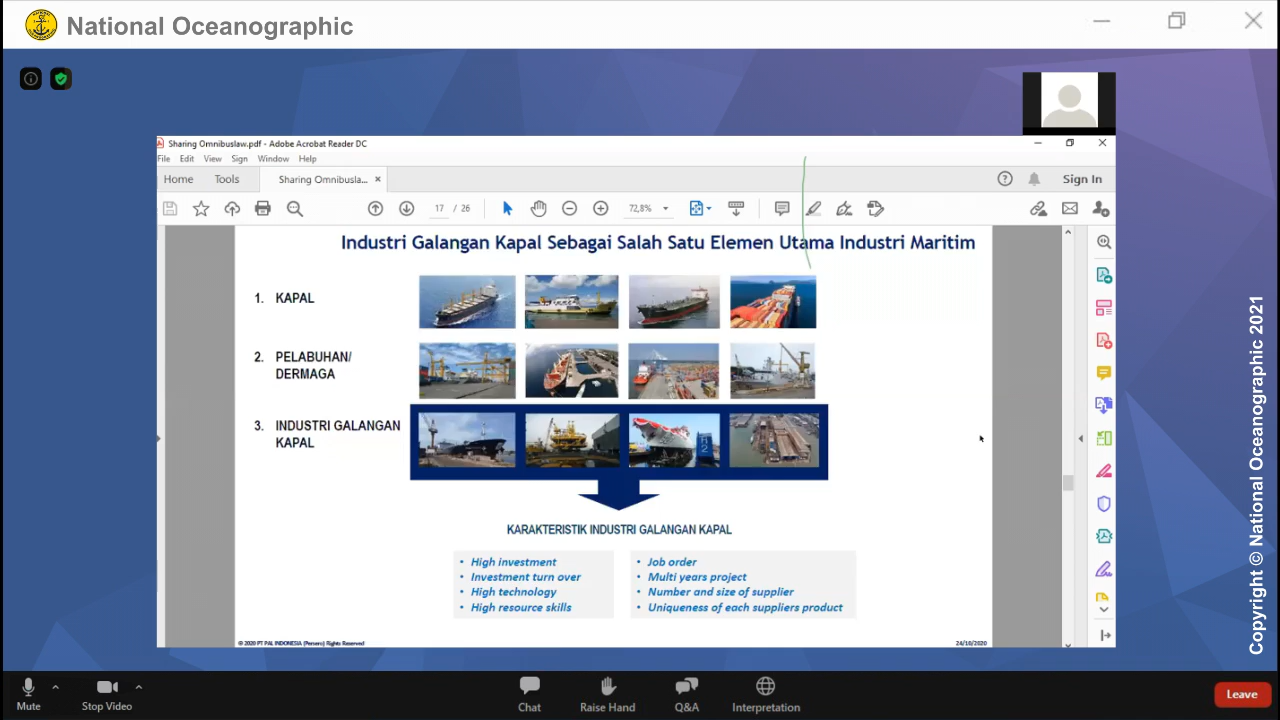 National Oceanographic
Sharing Omnibuslaw.pdf - Adobe Acrobat Reader DC
File Edit View Sign Window Help
Home Tools Sharing Omnibusla... × Sign In
17 / 26 72,8%
Industri Galangan Kapal Sebagai Salah Satu Elemen Utama Industri Maritim
1. KAPAL
2. PELABUHAN/
DERMAGA
3. INDUSTRI GALANGAN
KAPAL
H2
KARAKTERISTIK INDUSTRI GALANGAN KAPAL
• High investment
• Investment turn over
• High technology
• High resource skills
• Job order
• Multi years project
• Number and size of supplier
• Uniqueness of each suppliers product
© 2020 PT PAL INDONESIA (Persero) Rights Reserved
24/10/2020
Copyright © National Oceanographic 2021
Mute
Stop Video
Chat
Raise Hand
Q&A
Interpretation
Leave